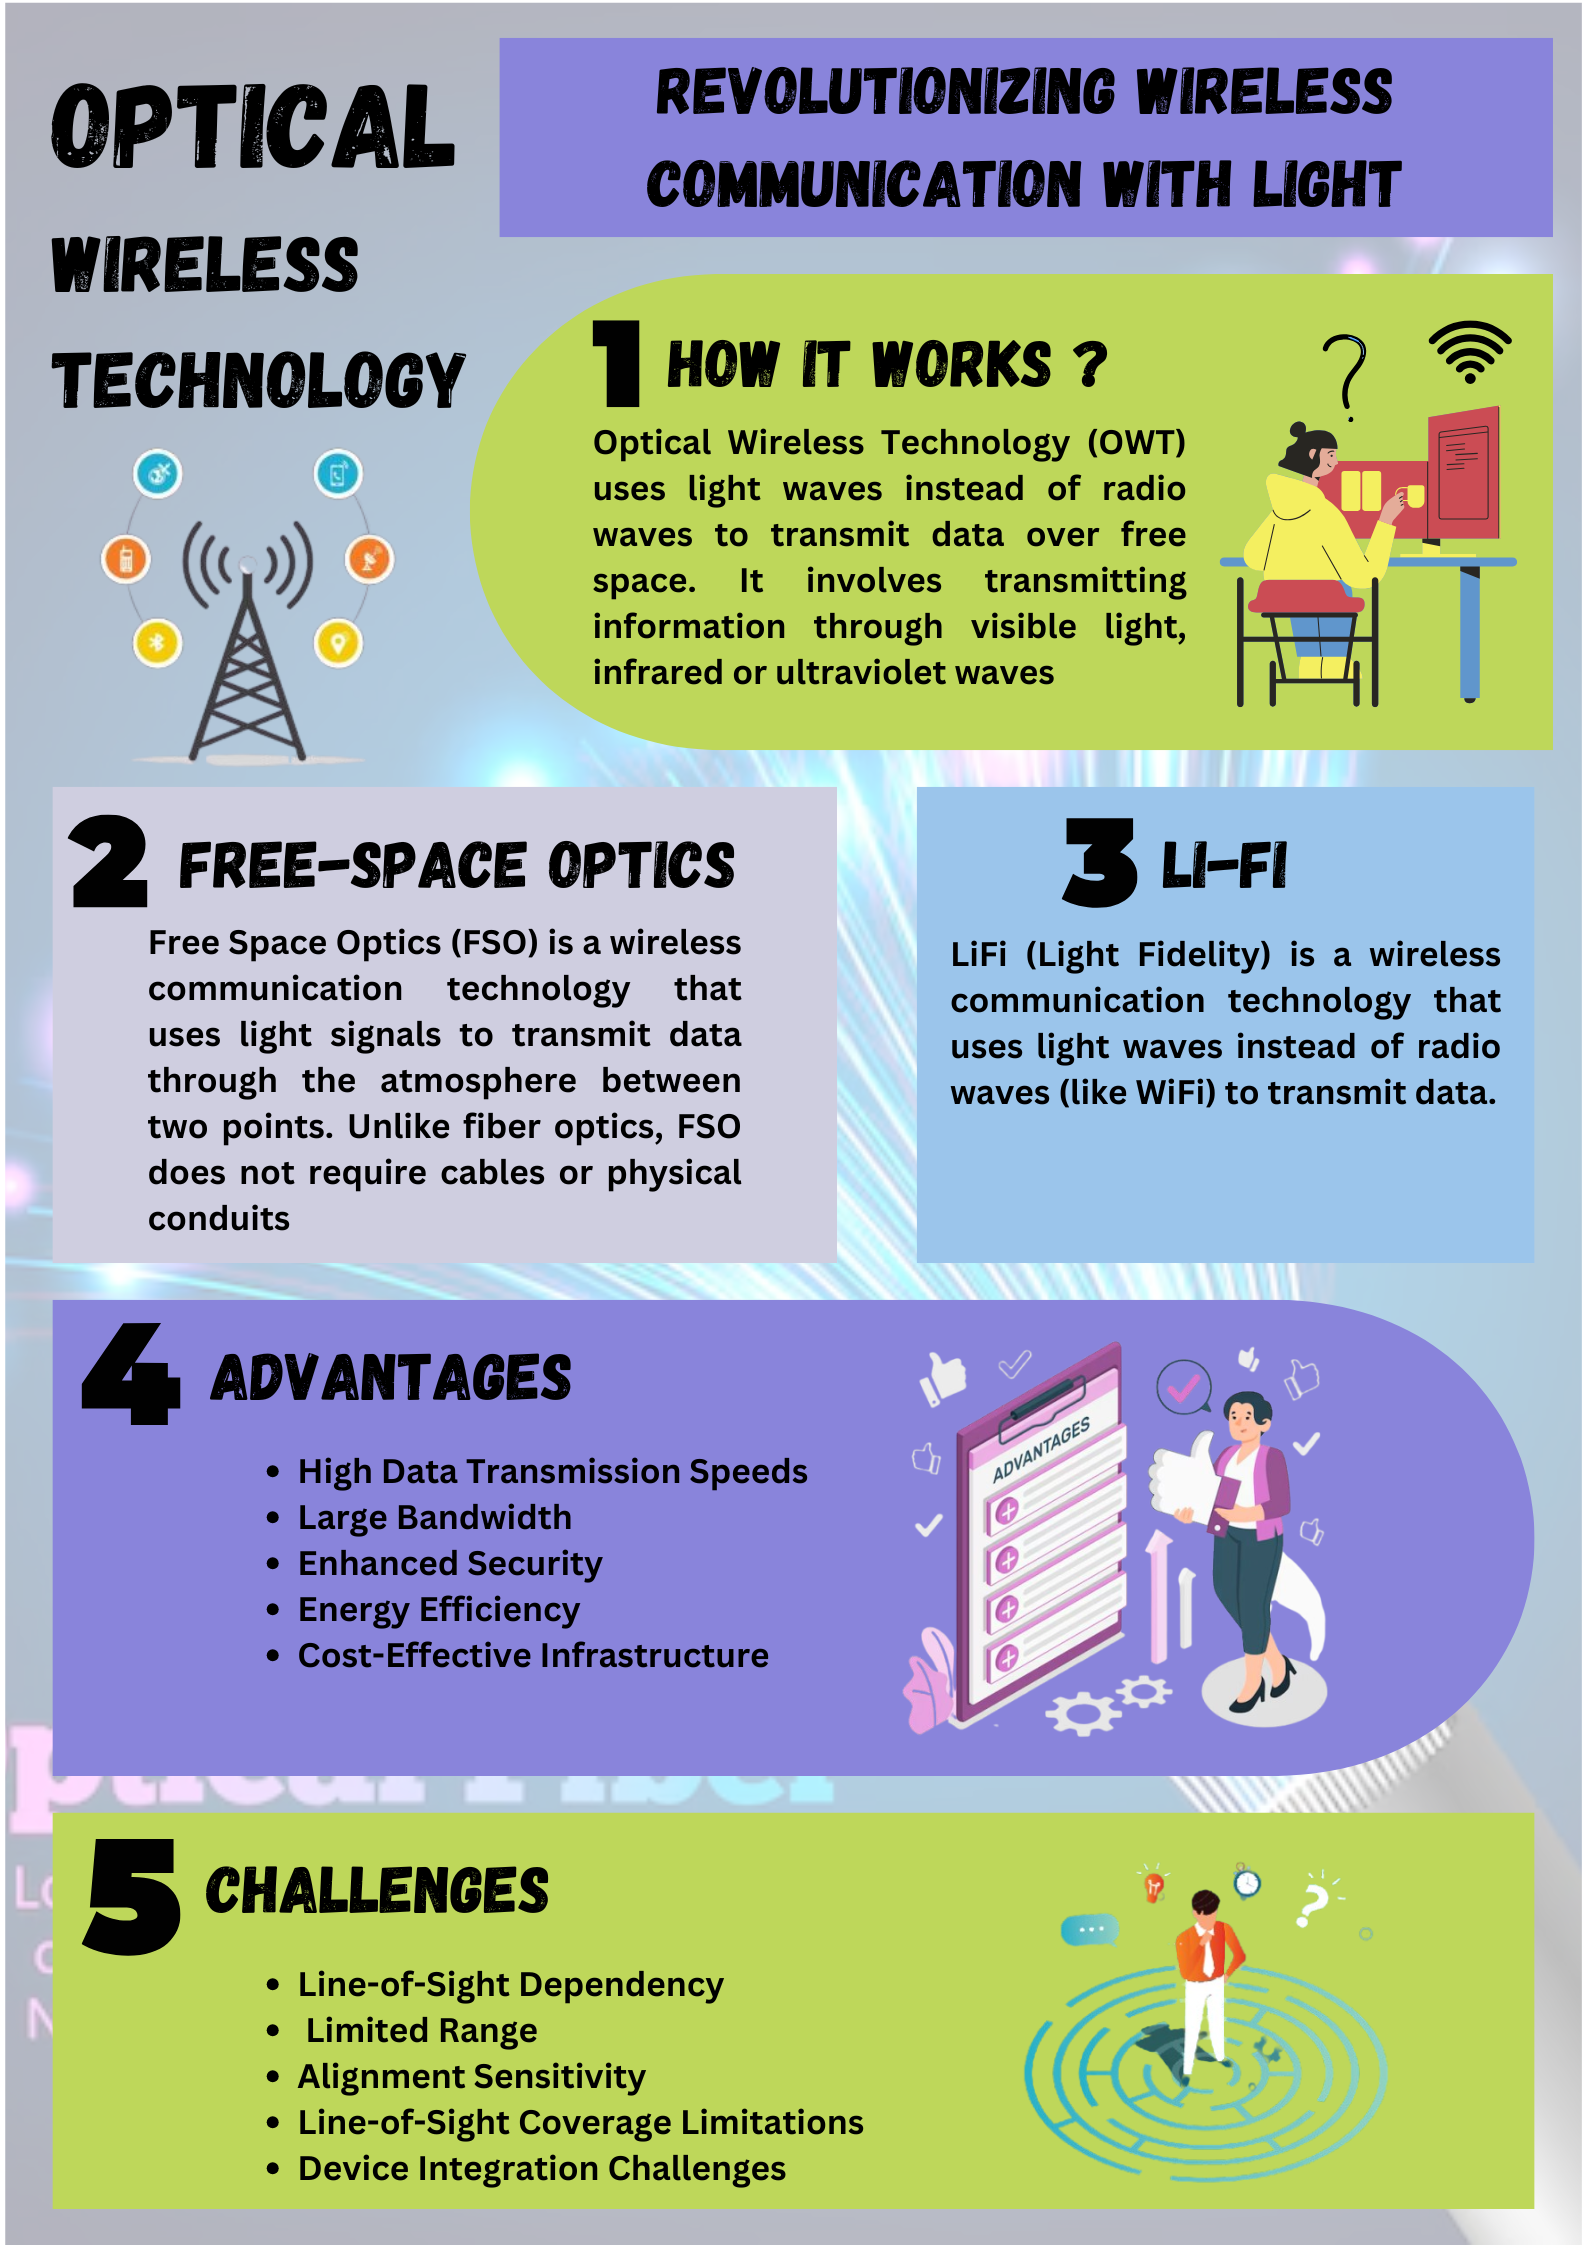 OPTICAL
WIRELESS
TECHNOLOGY
REVOLUTIONIZING WIRELESS
COMMUNICATION WITH LIGHT
1 HOW IT WORKS ?
Optical Wireless Technology (OWT)
uses light waves instead of radio
waves to transmit data over free
space. It involves transmitting
information through visible light,
infrared or ultraviolet waves
2 FREE-SPACE OPTICS
Free Space Optics (FSO) is a wireless
communication technology that
uses light signals to transmit data
through the atmosphere between
two points. Unlike fiber optics, FSO
does not require cables or physical
conduits
3 LI-FI
LiFi (Light Fidelity) is a wireless
communication technology that
uses light waves instead of radio
waves (like WiFi) to transmit data.
4 ADVANTAGES
• High Data Transmission Speeds
• Large Bandwidth
• Enhanced Security
• Energy Efficiency
• Cost-Effective Infrastructure
ADVANTAGES
5 CHALLENGES
• Line-of-Sight Dependency
• Limited Range
• Alignment Sensitivity
• Line-of-Sight Coverage Limitations
• Device Integration Challenges